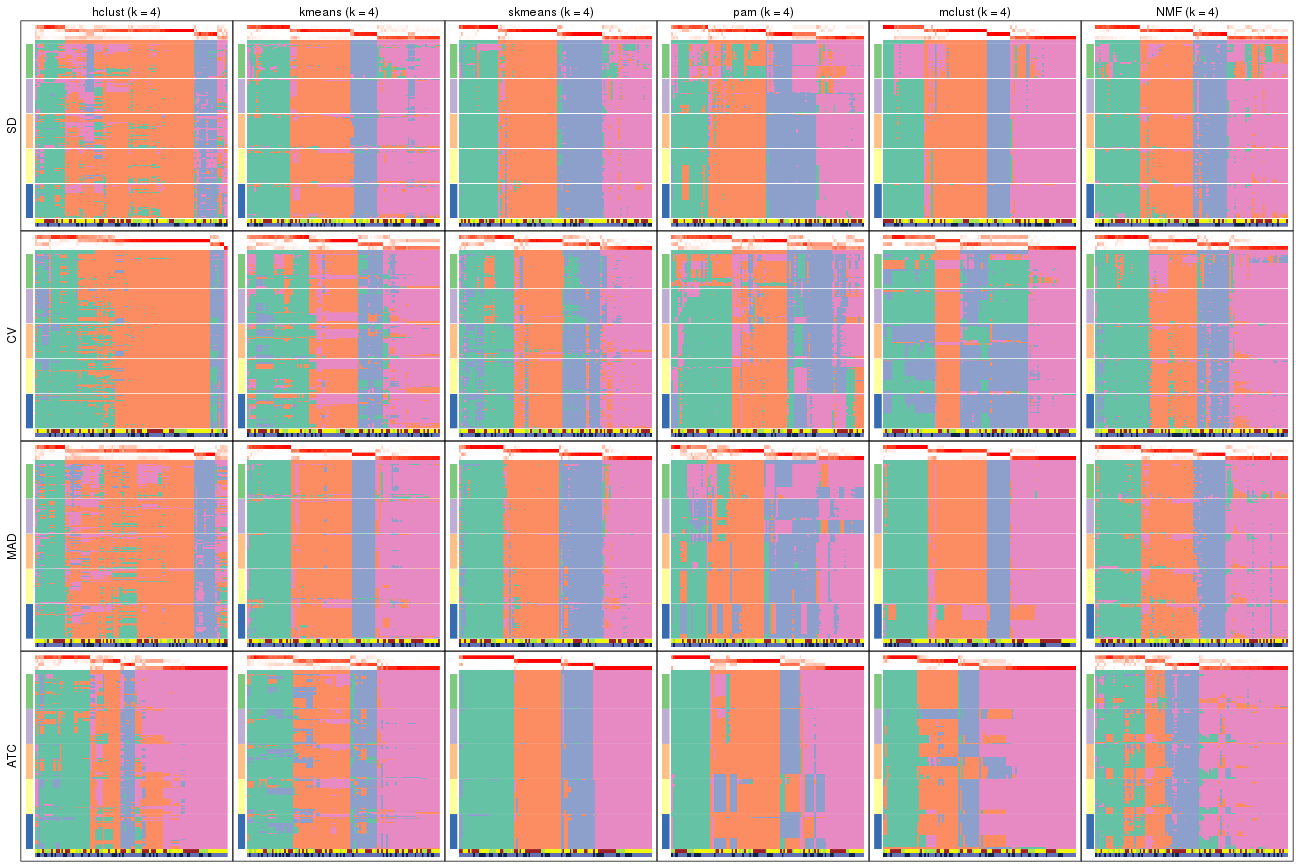 hclust (k = 4)
kmeans (k = 4)
skmeans (k = 4)
pam (k = 4)
mclust (k = 4)
NMF (k = 4)
SD
CV
MAD
ATC